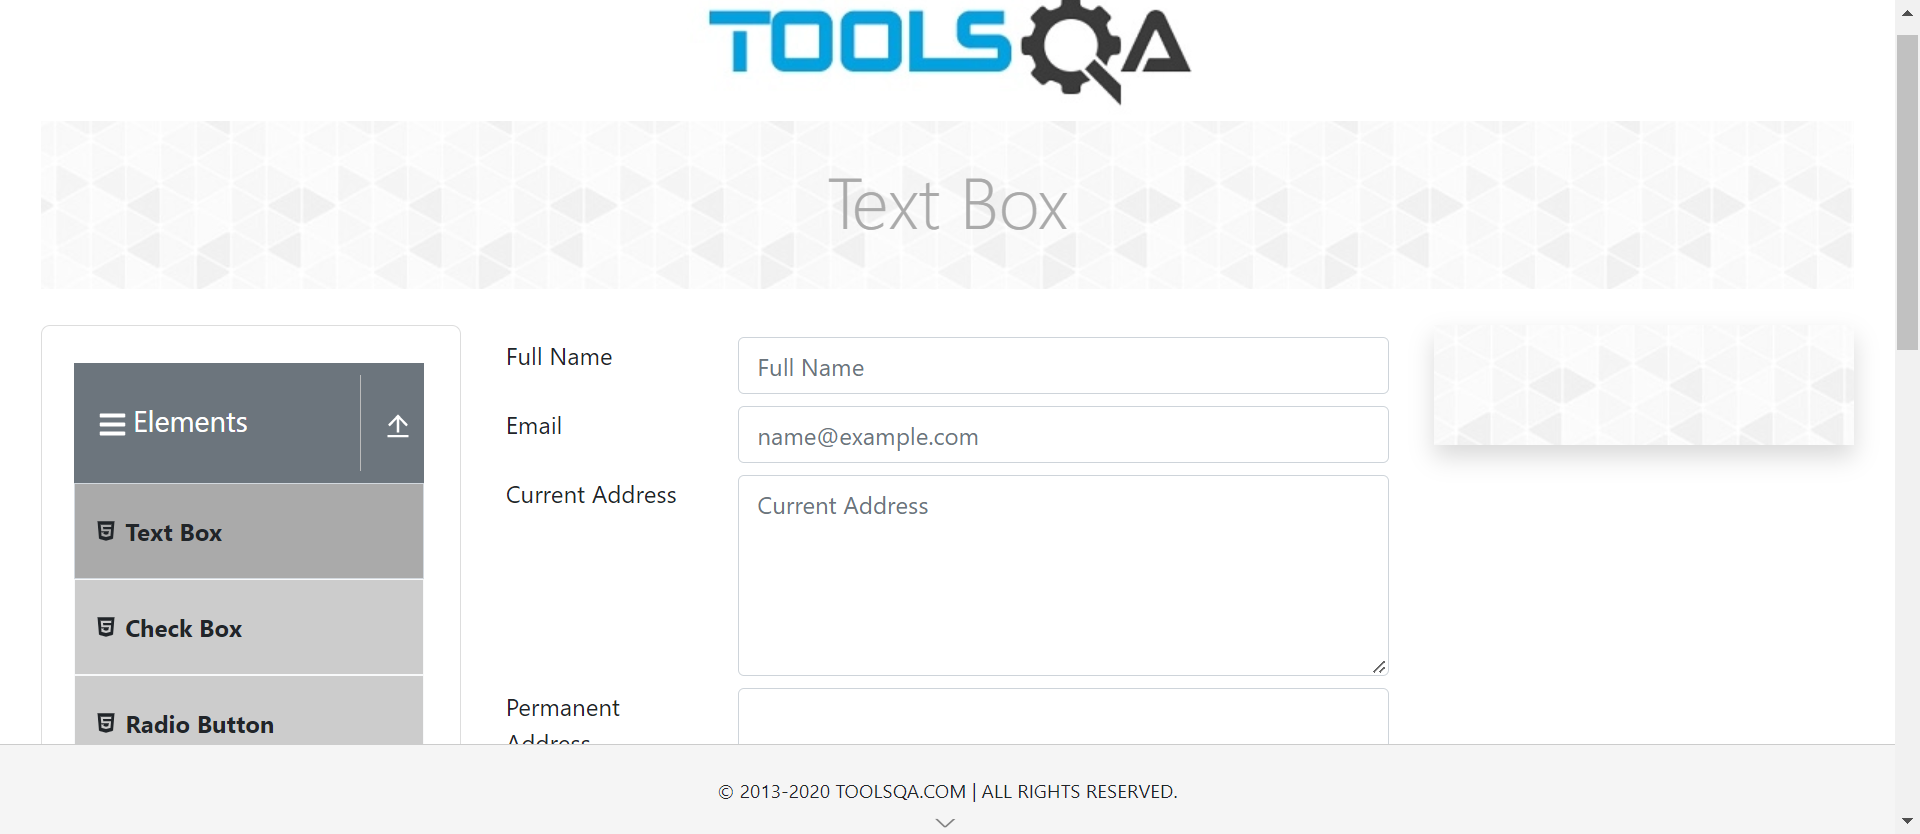 TOOLSQA
Text Box
Elements
Text Box
Check Box
Radio Button
Full Name
Full Name
Email
name@example.com
Current Address
Current Address
Permanent
Address
© 2013-2020 TOOLSQA.COM | ALL RIGHTS RESERVED.